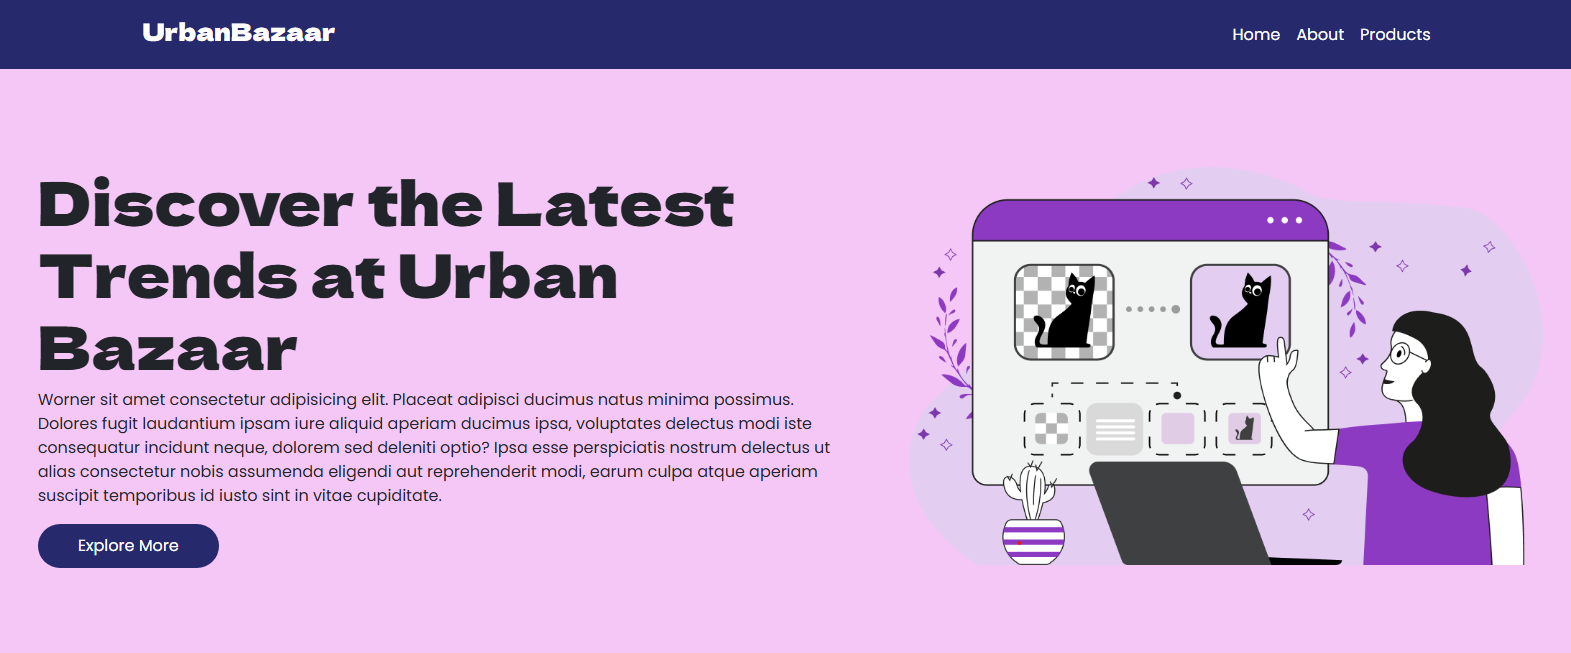 UrbanBazaar
Home About Products
Discover the Latest
Trends at Urban
Bazaar
Worner sit amet consectetur adipisicing elit. Placeat adipisci ducimus natus minima possimus.
Dolores fugit laudantium ipsam iure aliquid aperiam ducimus ipsa, voluptates delectus modi iste
consequatur incidunt neque, dolorem sed deleniti optio? Ipsa esse perspiciatis nostrum delectus ut
alias consectetur nobis assumenda eligendi aut reprehenderit modi, earum culpa atque aperiam
suscipit temporibus id iusto sint in vitae cupiditate.
Explore More